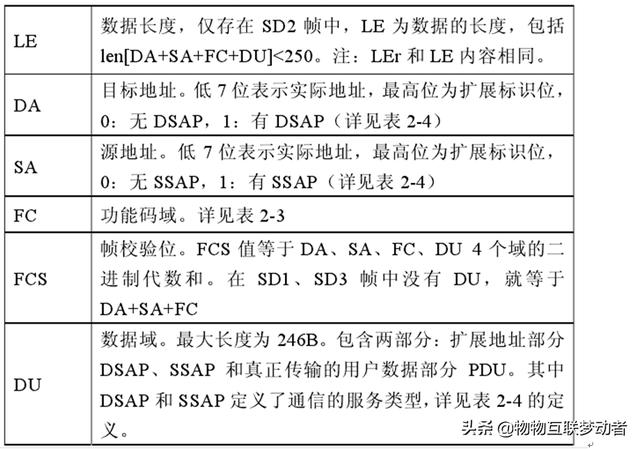 LE
数据长度，仅存在 SD2 帧中，LE 为数据的长度，包括
len[DA+SA+FC+DU]<250。注：LEr 和 LE 内容相同。
DA
目标地址。低 7 位表示实际地址，最高位为扩展标识位，
0：无 DSAP，1：有 DSAP（详见表 2-4）
SA
源地址。低 7 位表示实际地址，最高位为扩展标识位，
0：无 SSAP，1：有 SSAP（详见表 2-4）
FC
功能码域。详见表 2-3
FCS
帧校验位。FCS 值等于 DA、SA、FC、DU 4 个域的二
进制代数和。在 SD1、SD3 帧中没有 DU，就等于
DA+SA+FC
DU
数据域。最大长度为 246B。包含两部分：扩展地址部分
DSAP、SSAP 和真正传输的用户数据部分 PDU。其中
DSAP 和 SSAP 定义了通信的服务类型，详见表 2-4 的定
义。
头条 @物物互联梦动者